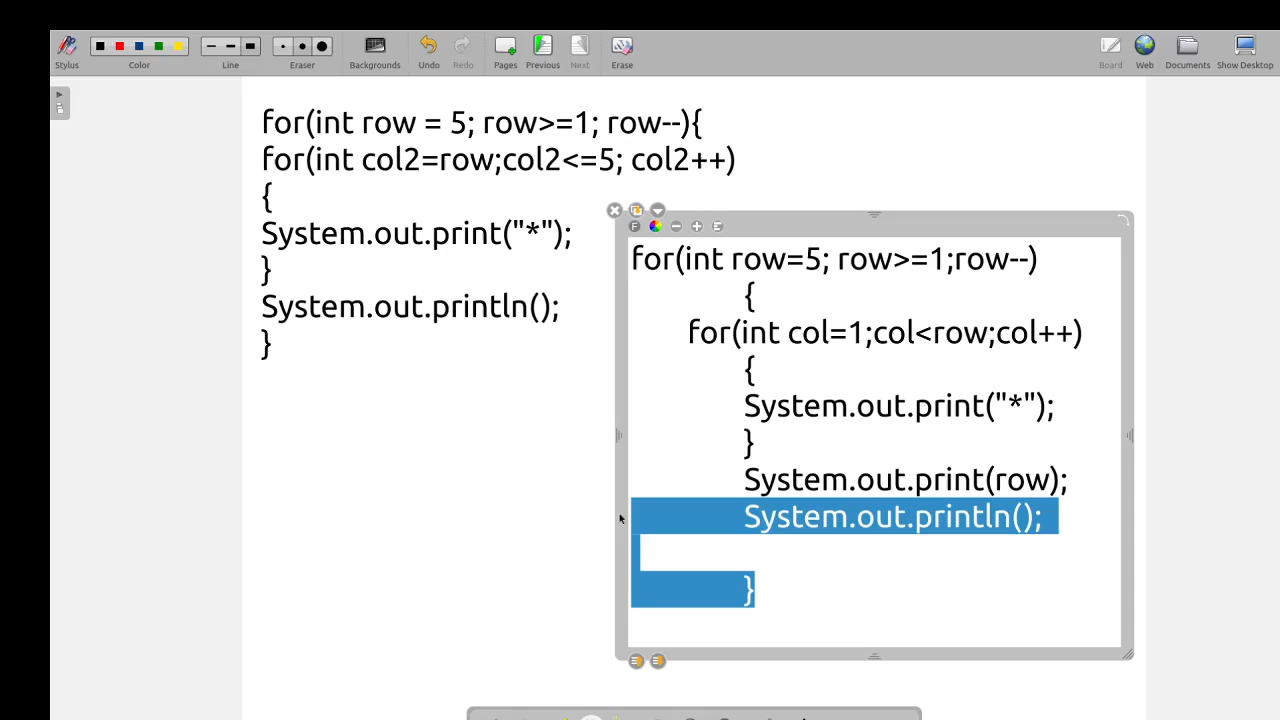 Stylus
Color
Line
Eraser
Backgrounds
Undo
Redo
Pages
Previous
Next
Erase
Board
Web
Documents
Show Desktop
for(int row = 5; row>=1; row--){
for(int col2=row;col2<=5; col2++)
{
System.out.print("*");
}
System.out.println();
}
F
for(int row=5; row>=1;row--)
{
for(int col=1;col<row;col++)
{
System.out.print("*");
}
System.out.print(row);
System.out.println();
}